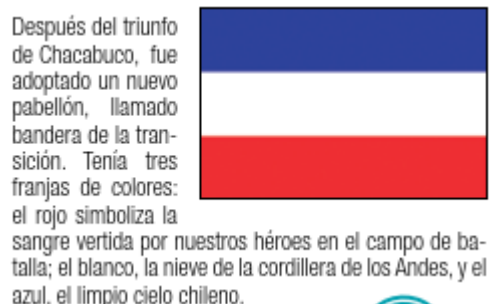 Después del triunfo
de Chacabuco, fue
adoptado un nuevo
pabellón, llamado
bandera de la tran-
sición. Tenía tres
franjas de colores:
el rojo simboliza la
sangre vertida por nuestros héroes en el campo de ba-
talla; el blanco, la nieve de la cordillera de los Andes, y el
azul, el limpio cielo chileno.